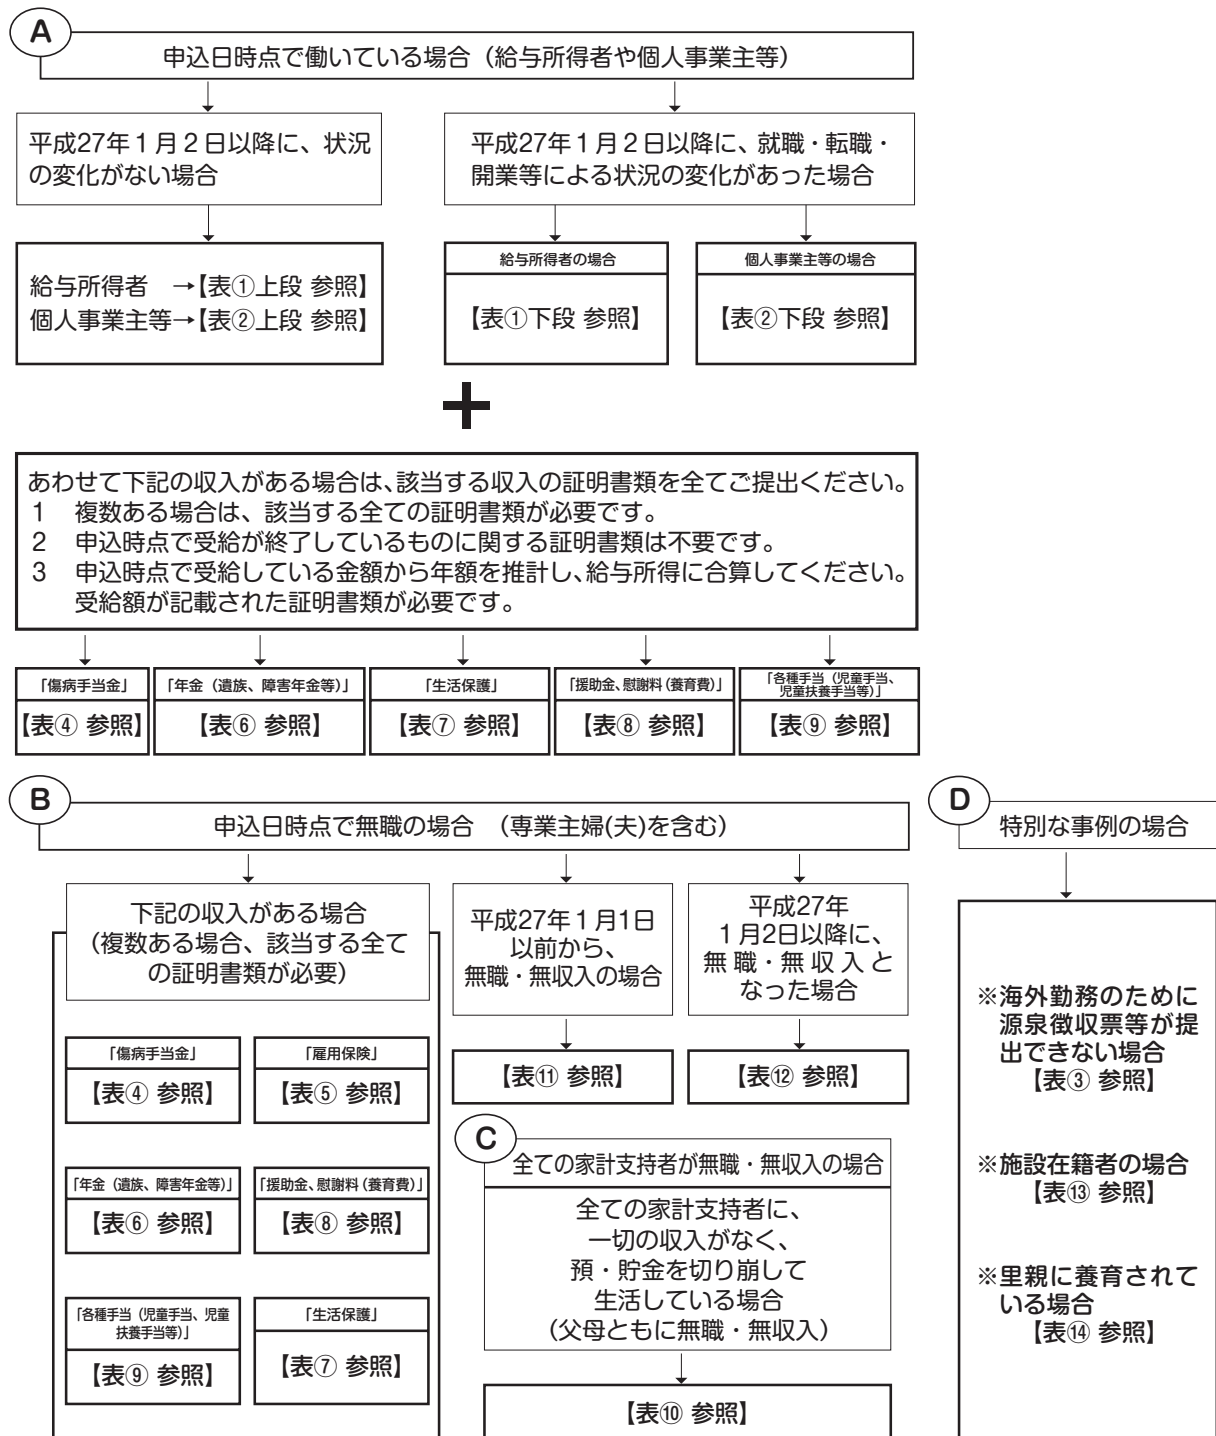 A
申込日時点で働いている場合（給与所得者や個人事業主等）
平成27年１月２日以降に、状況
の変化がない場合
平成27年１月２日以降に、就職・転職・
開業等による状況の変化があった場合
給与所得者　→【表①上段 参照】
個人事業主等→【表②上段 参照】
給与所得者の場合
【表①下段 参照】
個人事業主等の場合
【表②下段 参照】
＋
あわせて下記の収入がある場合は、該当する収入の証明書類を全てご提出ください。
1　複数ある場合は、該当する全ての証明書類が必要です。
2　申込時点で受給が終了しているものに関する証明書類は不要です。
3　申込時点で受給している金額から年額を推計し、給与所得に合算してください。
受給額が記載された証明書類が必要です。
「傷病手当金」
【表④ 参照】
「年金（遺族、障害年金等）」
【表⑥ 参照】
「生活保護」
【表⑦ 参照】
「援助金、慰謝料（養育費）」
【表⑧ 参照】
「各種手当（児童手当、
児童扶養手当等）」
【表⑨ 参照】
B
申込日時点で無職の場合　（専業主婦(夫)を含む）
下記の収入がある場合
（複数ある場合、該当する全て
の証明書類が必要）
「傷病手当金」
【表④ 参照】
「雇用保険」
【表⑤ 参照】
「年金（遺族、障害年金等）」
【表⑥ 参照】
「援助金、慰謝料（養育費）」
【表⑧ 参照】
「各種手当（児童手当、児童
扶養手当等）」
【表⑨ 参照】
「生活保護」
【表⑦ 参照】
平成27年１月1日
以前から、
無職・無収入の場合
【表⑪ 参照】
平成27年
１月2日以降に、
無職・無収入と
なった場合
【表⑫ 参照】
C
全ての家計支持者が無職・無収入の場合
全ての家計支持者に、
一切の収入がなく、
預・貯金を切り崩して
生活している場合
（父母ともに無職・無収入）
【表⑩ 参照】
D
特別な事例の場合
※海外勤務のために
源泉徴収票等が提
出できない場合
【表③ 参照】
※施設在籍者の場合
【表⑬ 参照】
※里親に養育されて
いる場合
【表⑭ 参照】